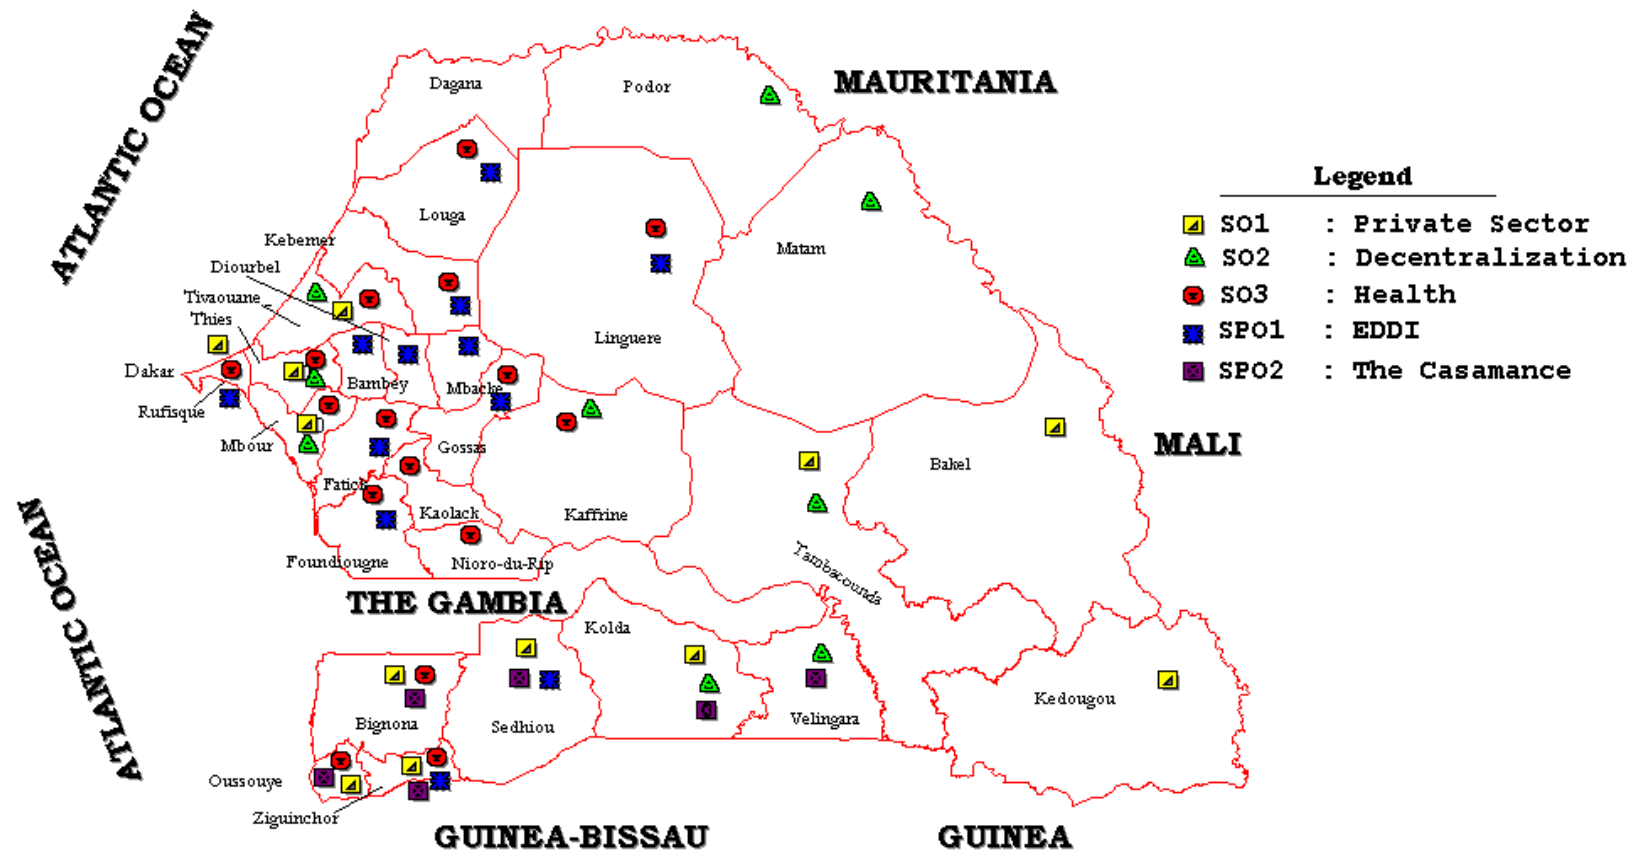 ATLANTIC OCEAN
Dagana
Podor
MAURITANIA
Legend
SO1 : Private Sector
SO2 : Decentralization
SO3 : Health
SPO1 : EDDI
SPO2 : The Casamance
Louga
Kebemer
Matam
Diourbel
Tivaouane
Thies
Linguere
Dakar
Bambey
Mbacke
Rufisque
Mbour
Gossas
MALI
Bakel
Fatick
Kaolack
Kaffrine
ATLANTIC OCEAN
Foundiougne
Nioro-du-Rip
Tambacounda
THE GAMBIA
Kolda
Kedougou
Bignona
Sedhiou
Velingara
Oussouye
Ziguinchor
GUINEA-BISSAU
GUINEA